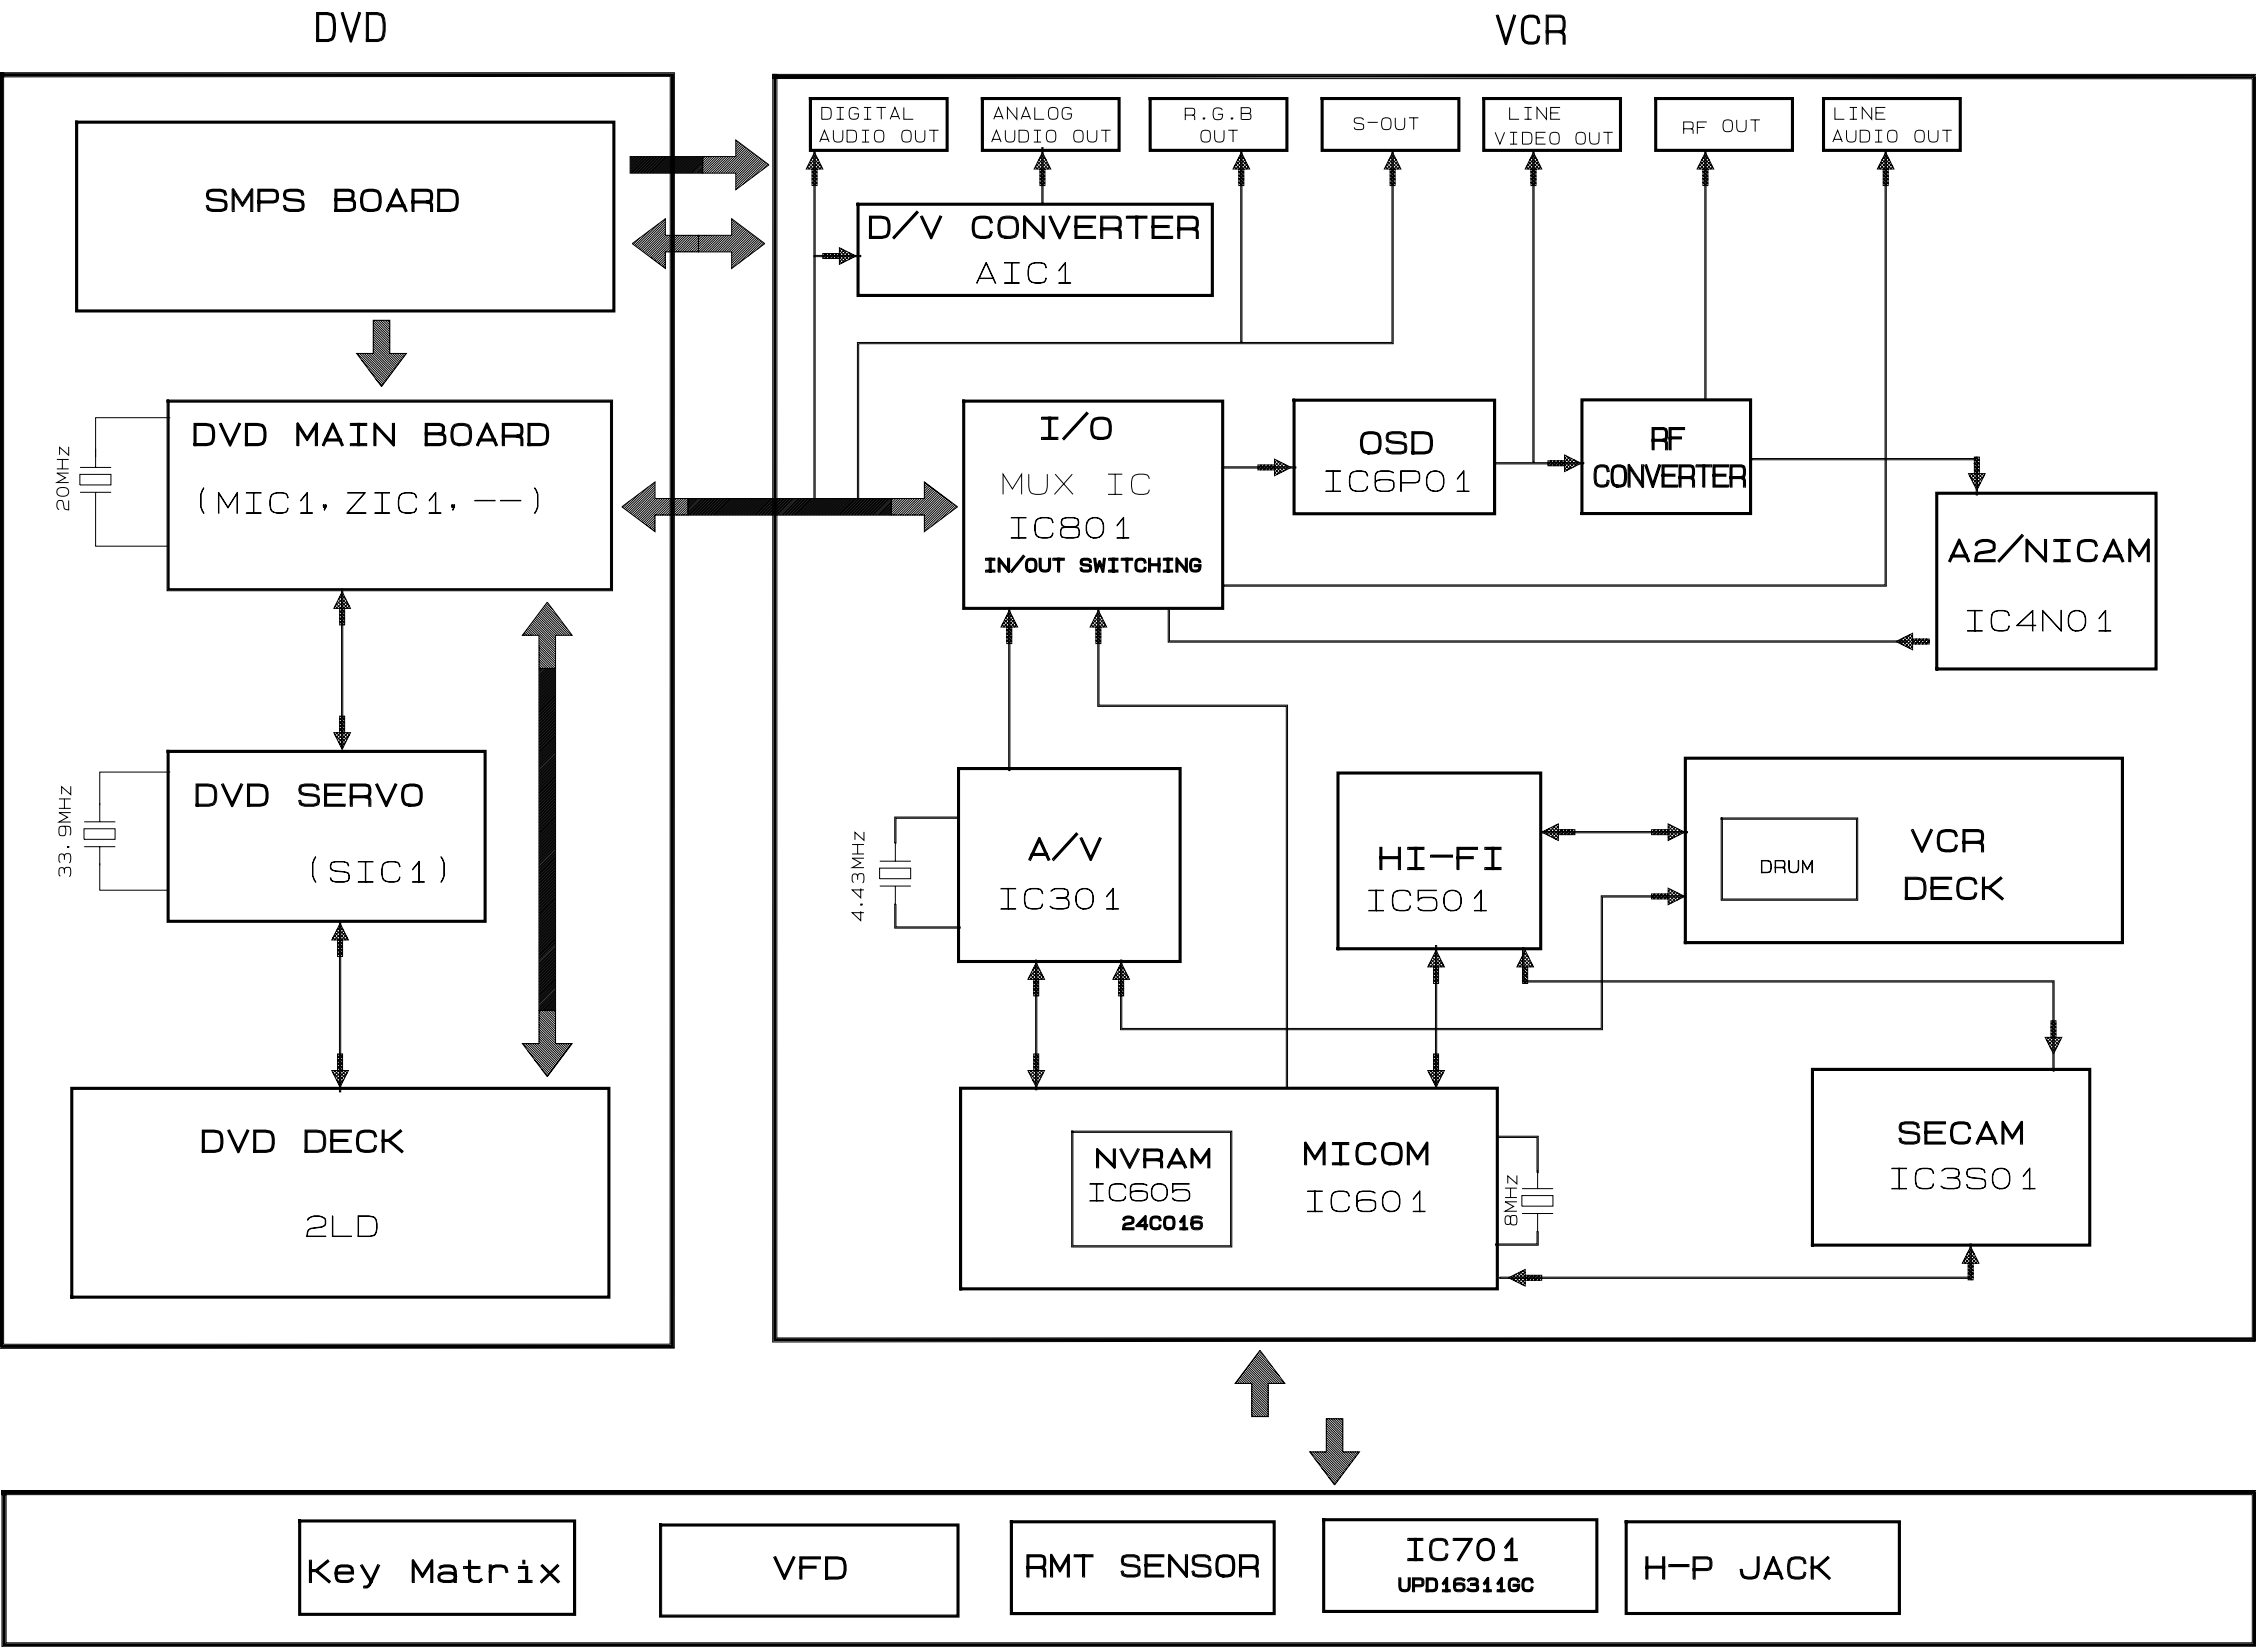 DVD
VCR
SMPS BOARD
DVD MAIN BOARD
(MIC1, ZIC1, --)
20MHZ
DVD SERVO
(SIC1)
33.9MHZ
DVD DECK
2LD
DIGITAL
AUDIO OUT
ANALOG
AUDIO OUT
R.G.B
OUT
S-OUT
LINE
VIDEO OUT
RF OUT
LINE
AUDIO OUT
D/V CONVERTER
AIC1
I/O
MUX IC
IC801
IN/OUT SWITCHING
OSD
IC6P01
RF
CONVERTER
A2/NICAM
IC4N01
A/V
IC301
4.43MHZ
HI-FI
IC501
DRUM
VCR
DECK
NVRAM
IC605
24C016
MICOM
IC601
8MHZ
SECAM
IC3S01
Key Matrix
VFD
RMT SENSOR
IC701
UPD16311GC
H-P JACK